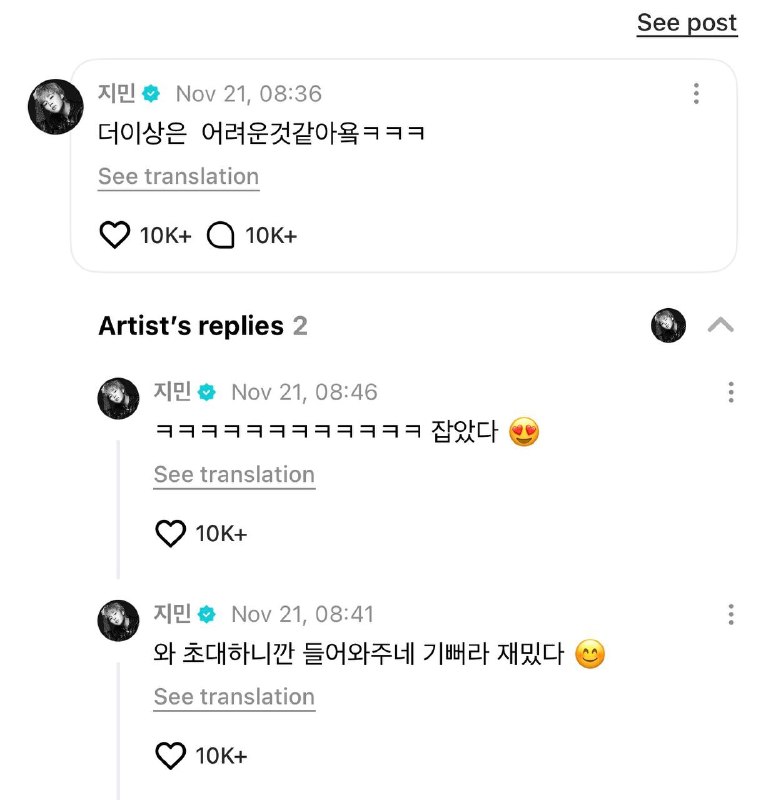 See post
지민 Nov 21, 08:36
더이상은 어려운것같아욬ㅋㅋㅋ
See translation
10K+ 10K+
Artist's replies 2
지민 Nov 21, 08:46
ㅋㅋㅋㅋㅋㅋㅋㅋㅋㅋㅋㅋ 잡았다 😍
See translation
10K+
지민 Nov 21, 08:41
와 초대하니깐 들어와주네 기뻐라 재밌다 😊
See translation
10K+